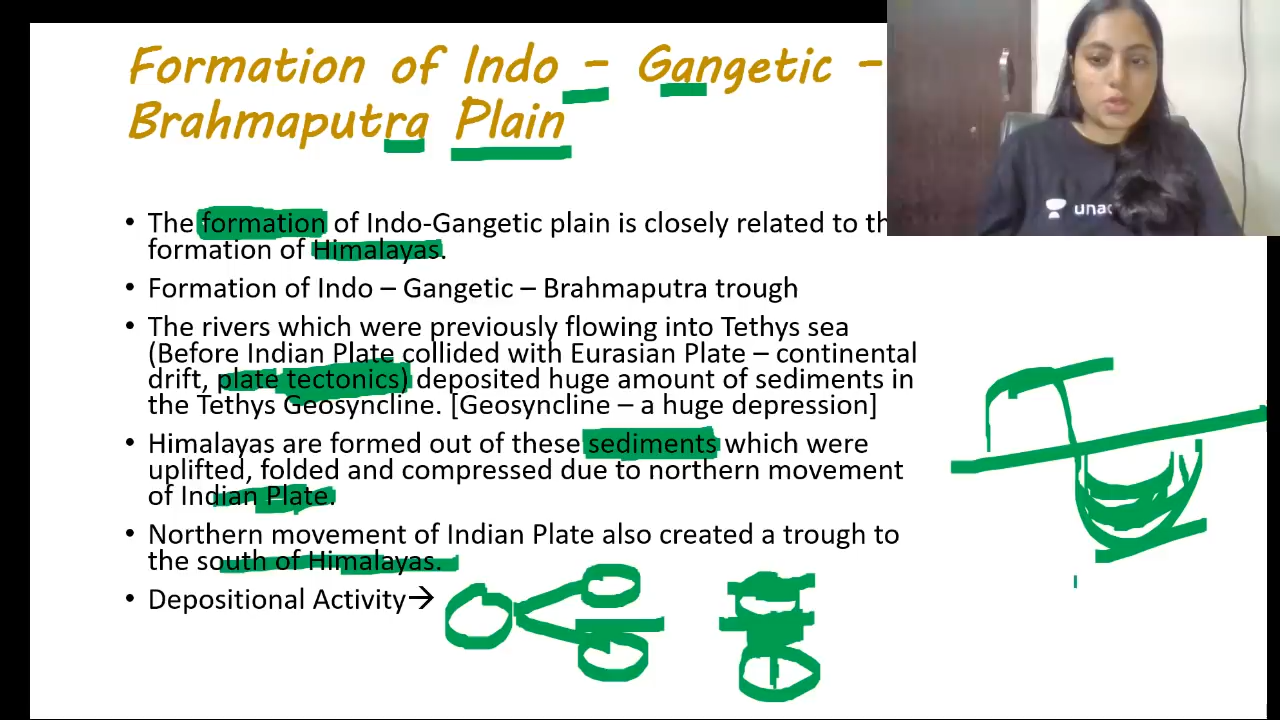 Formation of Indo – Gangetic –
Brahmaputra Plain
• The formation of Indo-Gangetic plain is closely related to th
formation of Himalayas.
• Formation of Indo – Gangetic – Brahmaputra trough
• The rivers which were previously flowing into Tethys sea
(Before Indian Plate collided with Eurasian Plate – continental
drift, plate tectonics) deposited huge amount of sediments in
the Tethys Geosyncline. [Geosyncline – a huge depression]
• Himalayas are formed out of these sediments which were
uplifted, folded and compressed due to northern movement
of Indian Plate.
• Northern movement of Indian Plate also created a trough to
the south of Himalayas.
• Depositional Activity→
unac